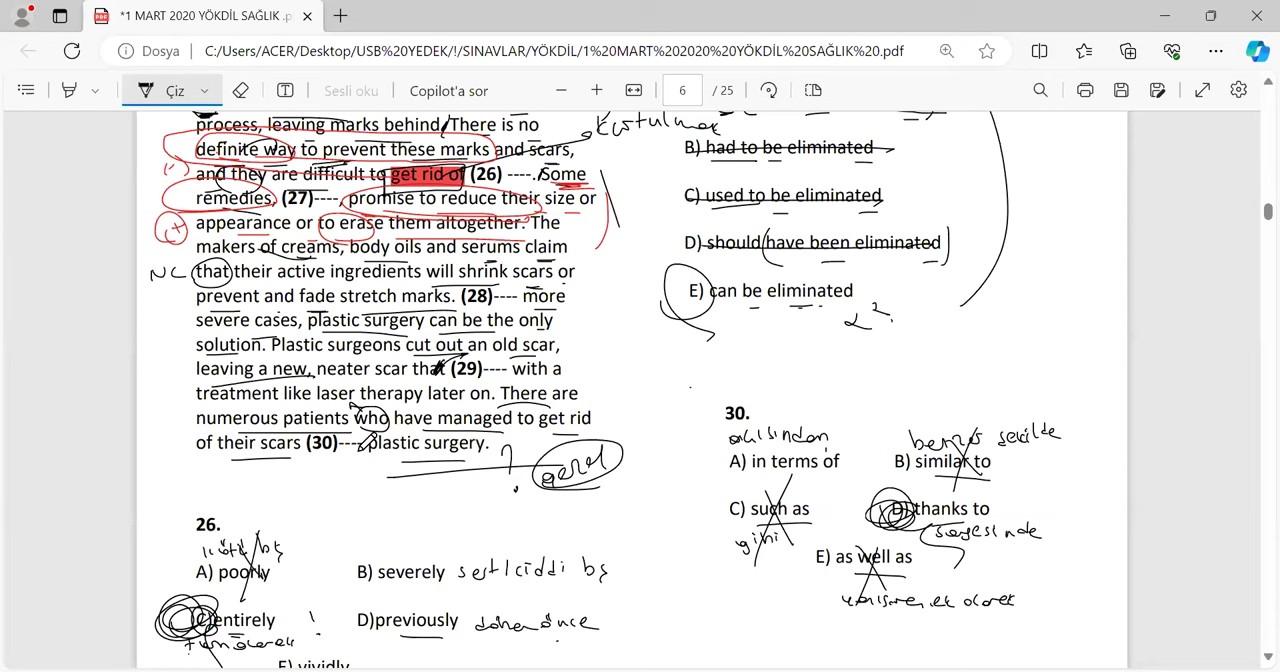 *1 MART 2020 YÖKDİL SAĞLIK .p
Dosya C:/Users/ACER/Desktop/USB%20YEDEK/!/SINAVLAR/YÖKDİL/1%20MART%202020%20YÖKDİL%20SAĞLIK%20.pdf
Çiz Sesli oku Copilot'a sor 6 / 25
process, leaving marks behind. There is no
definite way to prevent these marks and scars,
and they are difficult to get rid of (26) ----. Some
remedies, (27)----, promise to reduce their size or
appearance or to erase them altogether. The
makers of creams, body oils and serums claim
NC that their active ingredients will shrink scars or
prevent and fade stretch marks. (28)---- more
severe cases, plastic surgery can be the only
solution. Plastic surgeons cut out an old scar,
leaving a new, neater scar that (29)---- with a
treatment like laser therapy later on. There are
numerous patients who have managed to get rid
of their scars (30)---- plastic surgery.
26.
A) poorly B) severely
C)entirely D)previously daha önce
E) vividly
Kurtulmak
B) had to be eliminated
C) used to be eliminated
D) should have been eliminated
E) can be eliminated
30.
açısından benzer şekilde
A) in terms of B) similar to
C) such as D) thanks to
gibi sayesinde
E) as well as